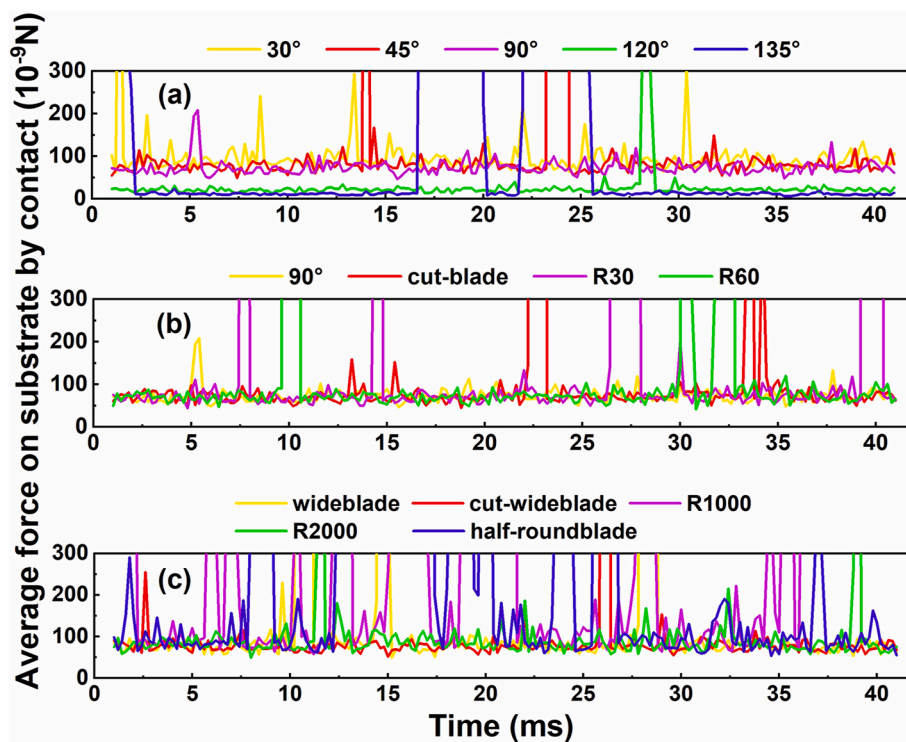 Average force on substrate by contact (10⁻⁹N)
30° 45° 90° 120° 135°
(a)
300
200
100
0
0 5 10 15 20 25 30 35 40
90° cut-blade R30 R60
(b)
300
200
100
0
0 5 10 15 20 25 30 35 40
wideblade cut-wideblade R1000
R2000 half-roundblade
(c)
300
200
100
0
0 5 10 15 20 25 30 35 40
Time (ms)